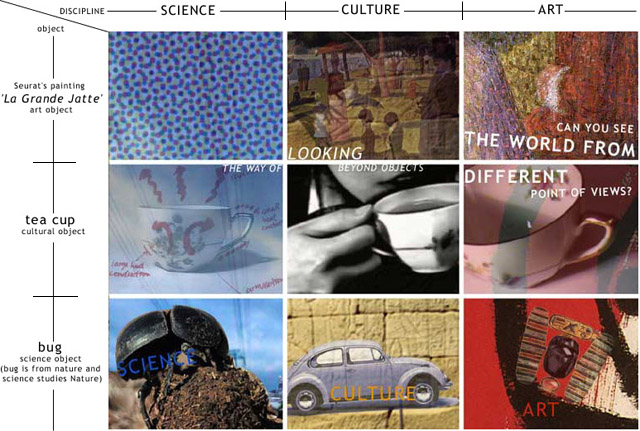 DISCIPLINE SCIENCE CULTURE ART
object
Seurat's painting
'La Grande Jatte'
art object
LOOKING
CAN YOU SEE
THE WORLD FROM
THE WAY OF
BEYOND OBJECTS
DIFFERENT
POINT OF VIEWS?
tea cup
cultural object
bug
science object
(bug is from nature and
science studies Nature)
SCIENCE
CULTURE
ART